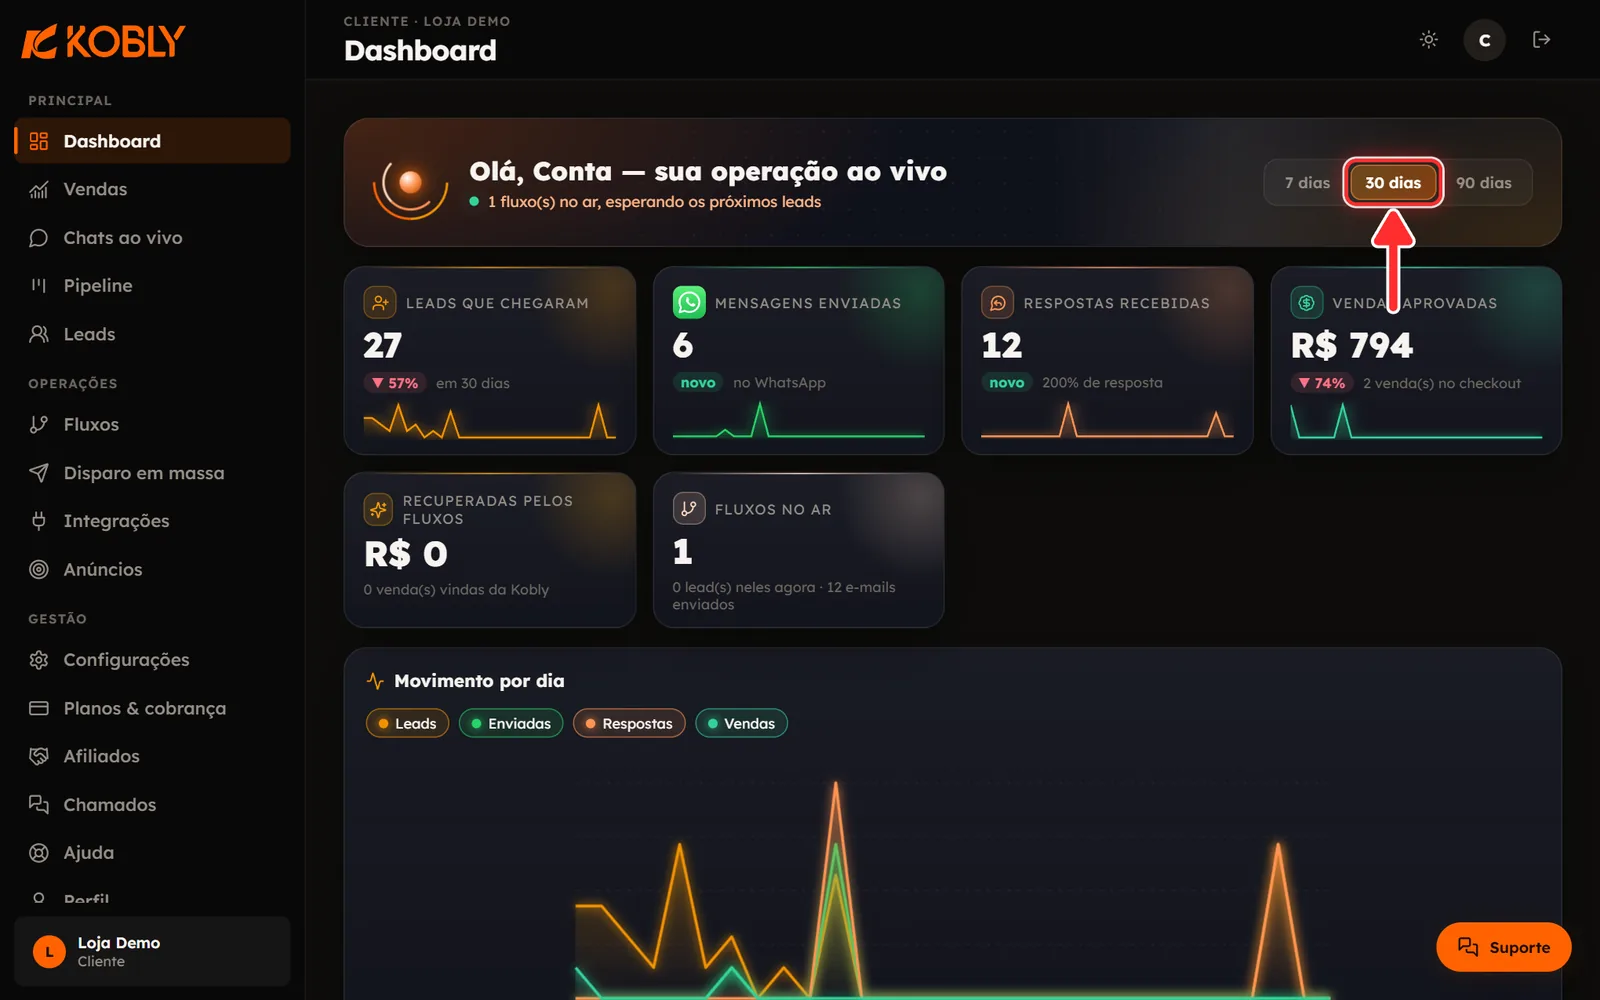 KOBLY
CLIENTE · LOJA DEMO
Dashboard
C
PRINCIPAL
Dashboard
Vendas
Chats ao vivo
Pipeline
Leads
OPERAÇÕES
Fluxos
Disparo em massa
Integrações
Anúncios
GESTÃO
Configurações
Planos & cobrança
Afiliados
Chamados
Ajuda
Perfil
L
Loja Demo
Cliente
Olá, Conta — sua operação ao vivo
1 fluxo(s) no ar, esperando os próximos leads
7 dias
30 dias
90 dias
LEADS QUE CHEGARAM
27
▼ 57% em 30 dias
MENSAGENS ENVIADAS
6
novo no WhatsApp
RESPOSTAS RECEBIDAS
12
novo 200% de resposta
VENDA APROVADAS
R$ 794
▼ 74% 2 venda(s) no checkout
RECUPERADAS PELOS
FLUXOS
R$ 0
0 venda(s) vindas da Kobly
FLUXOS NO AR
1
0 lead(s) neles agora · 12 e-mails
enviados
Movimento por dia
Leads
Enviadas
Respostas
Vendas
Suporte